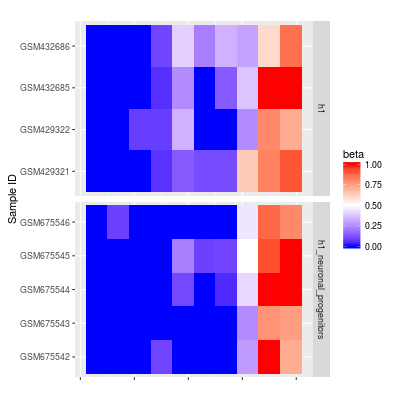 GSM432686
GSM432685
GSM429322
GSM429321
h1
GSM675546
GSM675545
GSM675544
GSM675543
GSM675542
h1_neuronal_progenitors
Sample ID
beta
1.00
0.75
0.50
0.25
0.00